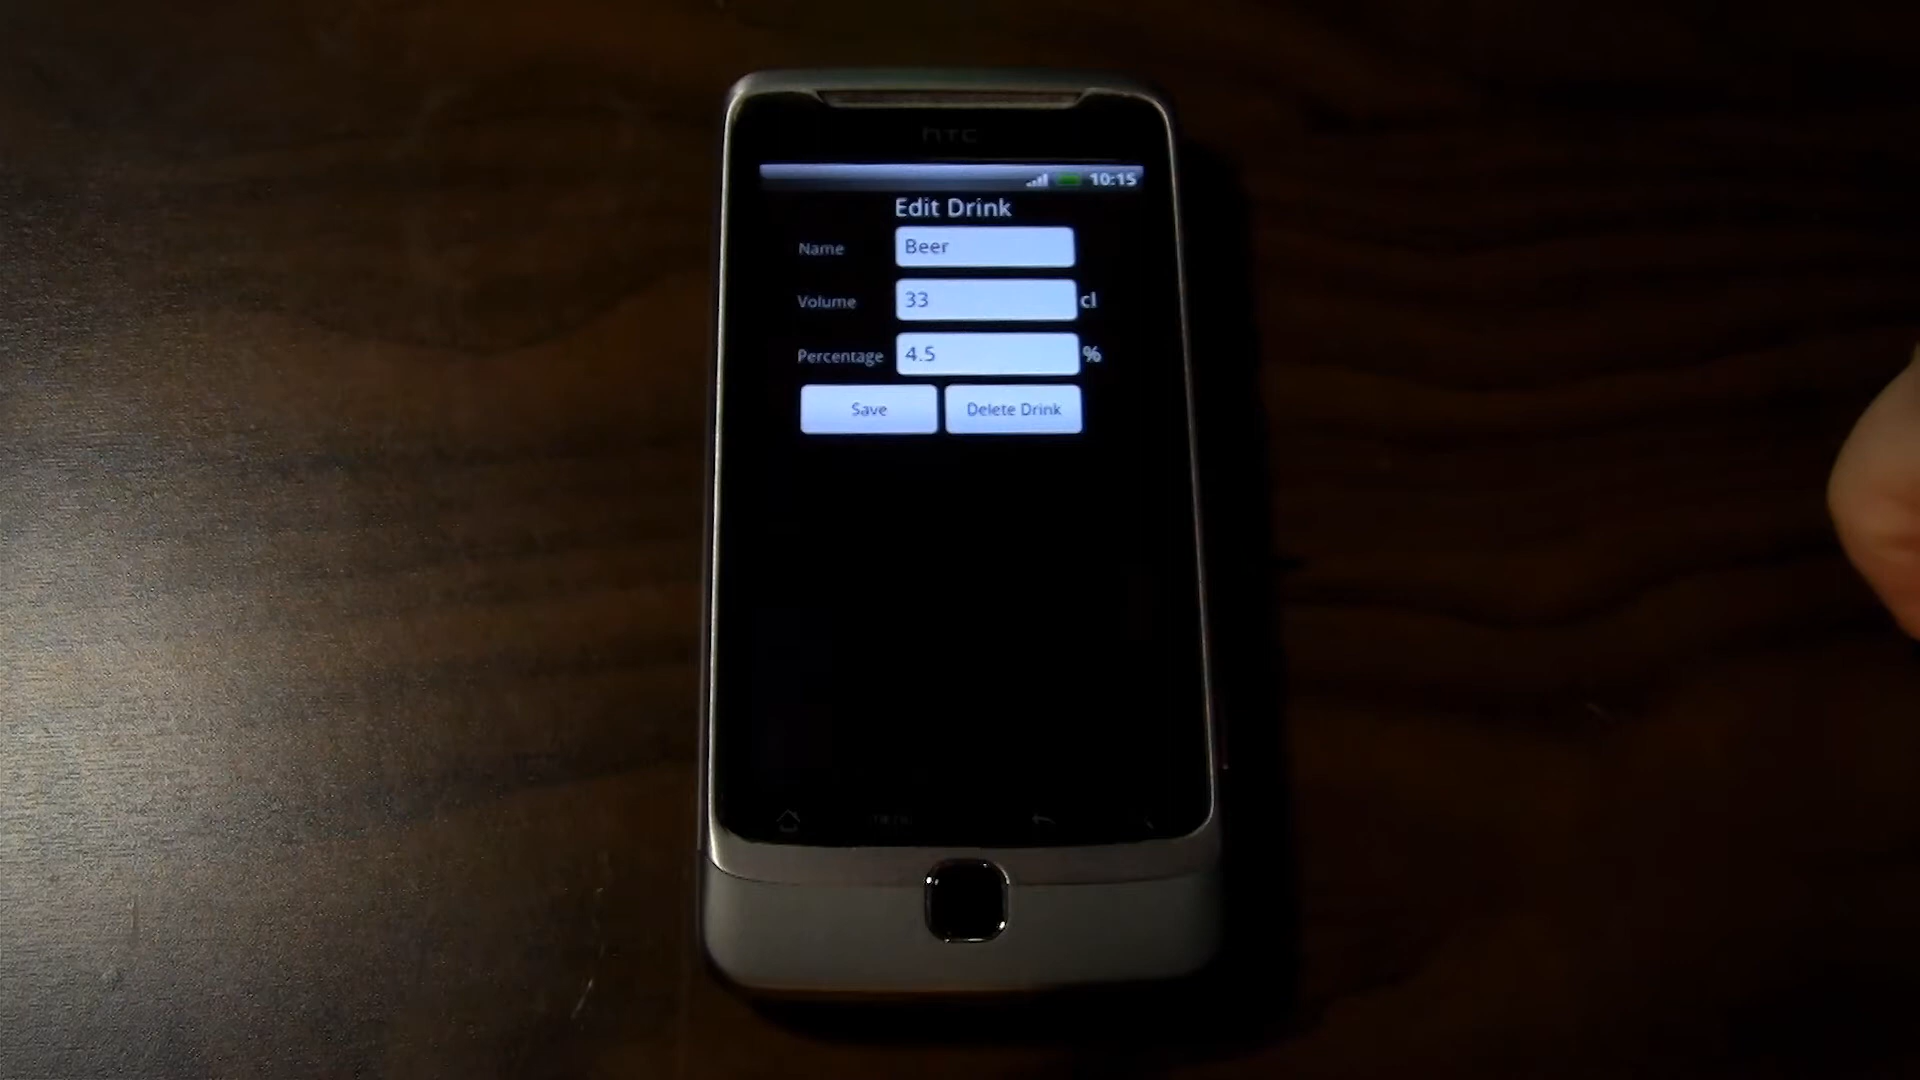 hTC
10:15
Edit Drink
Name Beer
Volume 33 cl
Percentage 4.5 %
Save Delete Drink